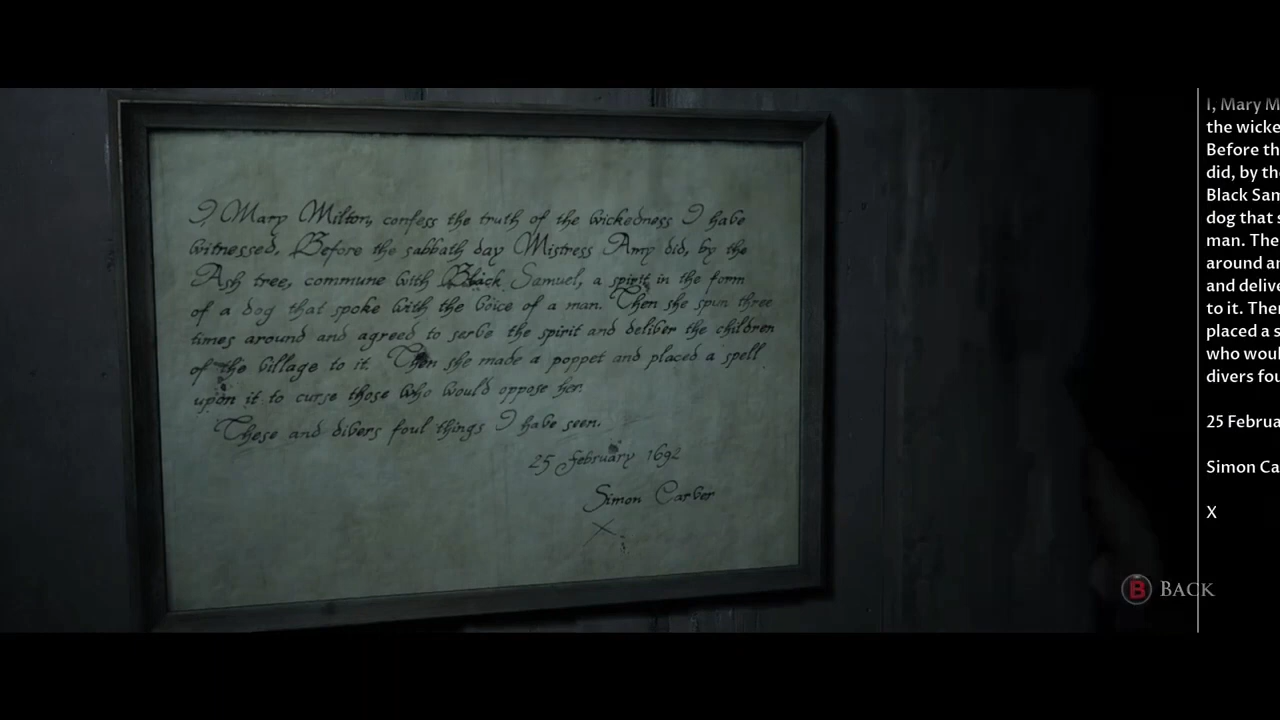 I, Mary Milton, confess the truth of the wickedness I have
witnessed. Before the sabbath day Mistress Amy did, by the
Ash tree, commune with Black Samuel, a spirit in the form
of a dog that spoke with the voice of a man. Then she spun three
times around and agreed to serve the spirit and deliver the children
of the village to it. Then she made a poppet and placed a spell
upon it to curse those who would oppose her.
These and divers foul things I have seen.
25 February 1692
Simon Carver
X
I, Mary M
the wicke
Before th
did, by the
Black Sam
dog that s
man. The
around an
and delive
to it. Ther
placed a s
who woul
divers fou
25 Februa
Simon Ca
X
B BACK